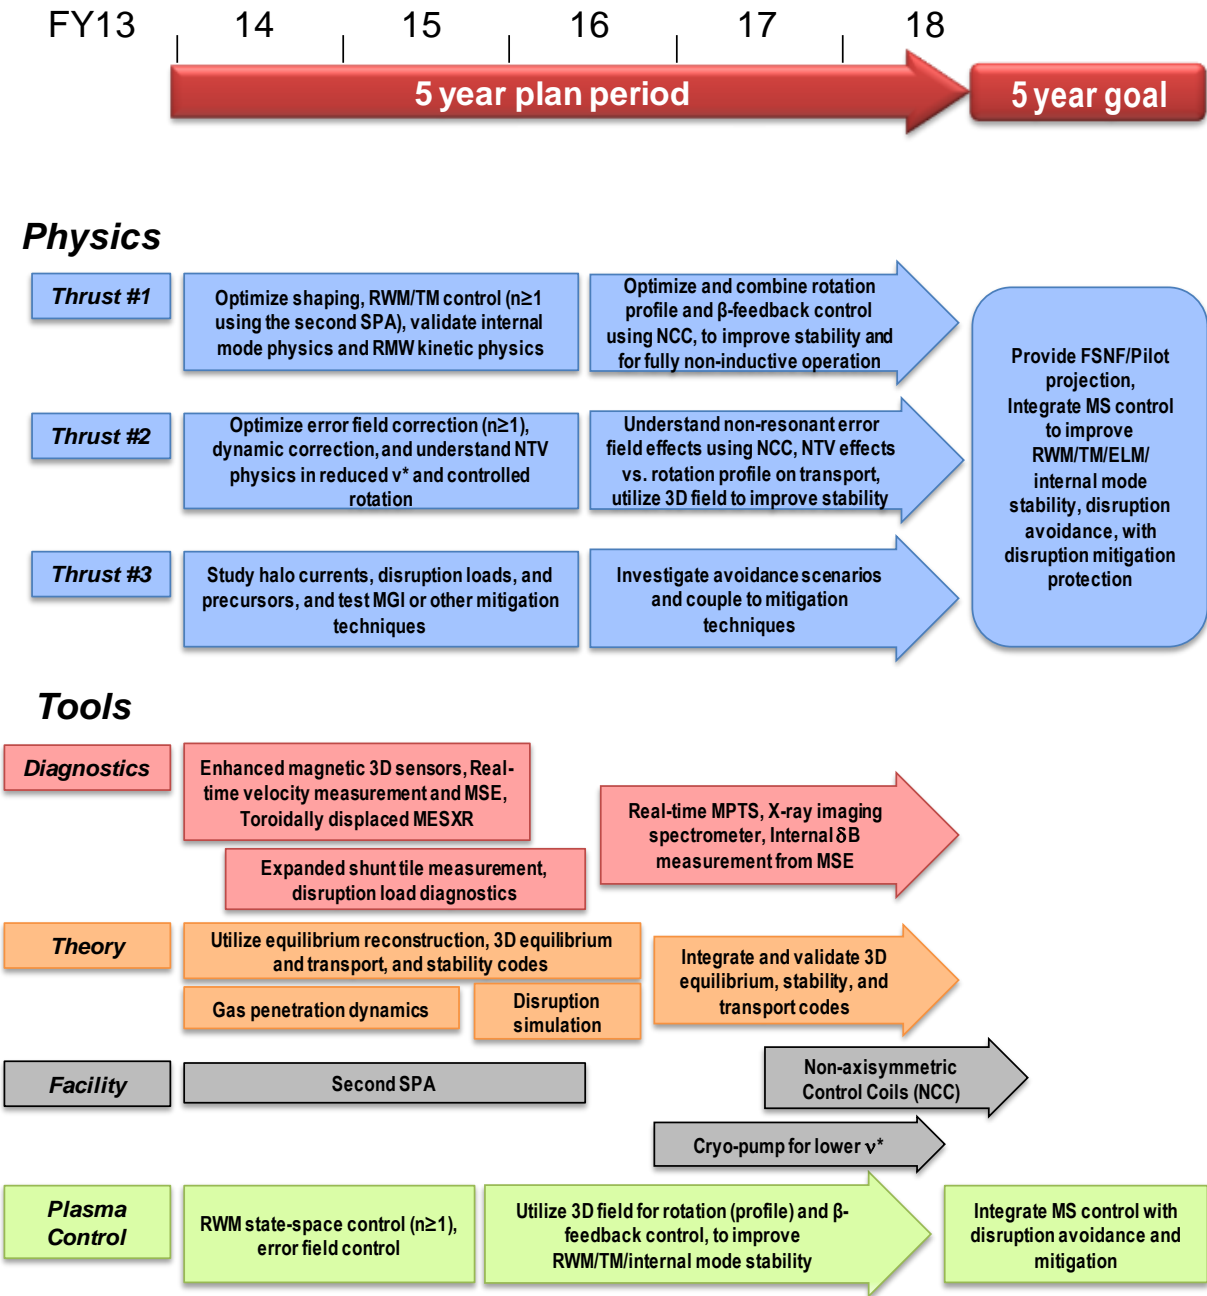 FY13 14 15 16 17 18
5 year plan period
5 year goal
Physics
Thrust #1
Optimize shaping, RWM/TM control (n≥1
using the second SPA), validate internal
mode physics and RMW kinetic physics
Optimize and combine rotation
profile and β-feedback control
using NCC, to improve stability and
for fully non-inductive operation
Thrust #2
Optimize error field correction (n≥1),
dynamic correction, and understand NTV
physics in reduced ν* and controlled
rotation
Understand non-resonant error
field effects using NCC, NTV effects
vs. rotation profile on transport,
utilize 3D field to improve stability
Thrust #3
Study halo currents, disruption loads, and
precursors, and test MGI or other mitigation
techniques
Investigate avoidance scenarios
and couple to mitigation
techniques
Provide FSNF/Pilot
projection,
Integrate MS control
to improve
RWM/TM/ELM/
internal mode
stability, disruption
avoidance, with
disruption mitigation
protection
Tools
Diagnostics
Enhanced magnetic 3D sensors, Real-
time velocity measurement and MSE,
Toroidally displaced MESXR
Expanded shunt tile measurement,
disruption load diagnostics
Real-time MPTS, X-ray imaging
spectrometer, Internal δB
measurement from MSE
Theory
Utilize equilibrium reconstruction, 3D equilibrium
and transport, and stability codes
Gas penetration dynamics
Disruption
simulation
Integrate and validate 3D
equilibrium, stability, and
transport codes
Facility
Second SPA
Non-axisymmetric
Control Coils (NCC)
Cryo-pump for lower ν*
Plasma
Control
RWM state-space control (n≥1),
error field control
Utilize 3D field for rotation (profile) and β-
feedback control, to improve
RWM/TM/internal mode stability
Integrate MS control with
disruption avoidance and
mitigation